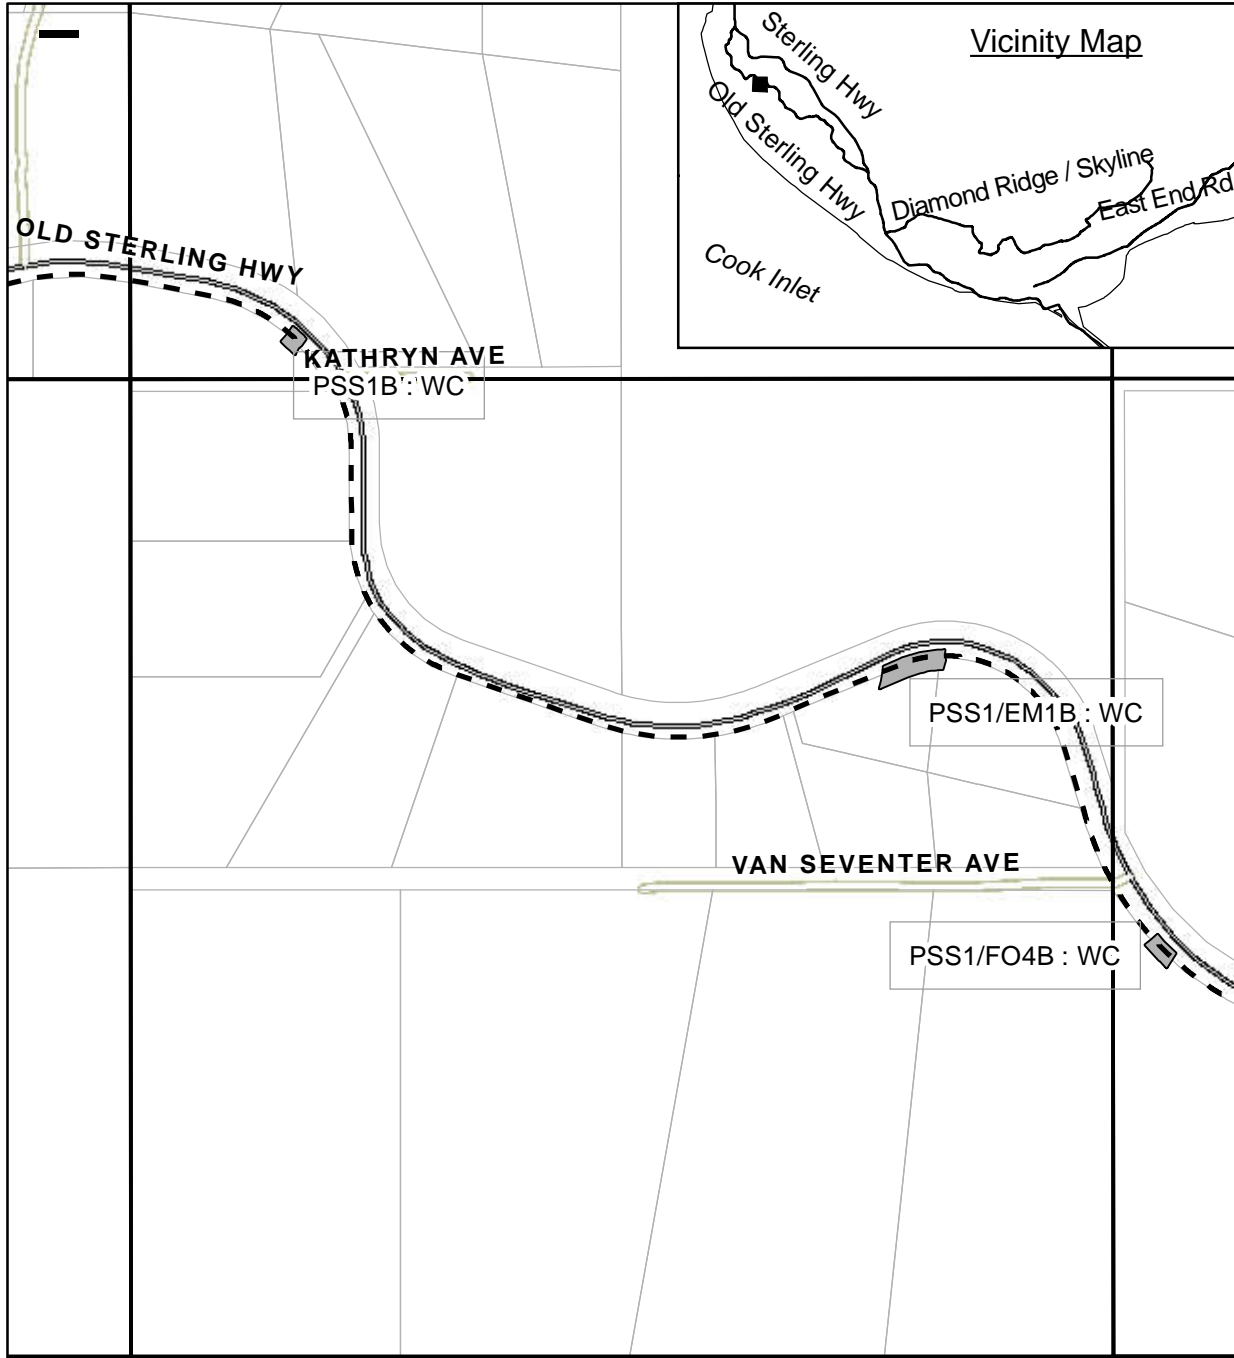 Vicinity Map
Sterling Hwy
Old Sterling Hwy
Diamond Ridge / Skyline
East End Rd
Cook Inlet
OLD STERLING HWY
KATHRYN AVE
PSS1B : WC
PSS1/EM1B : WC
VAN SEVENTER AVE
PSS1/FO4B : WC